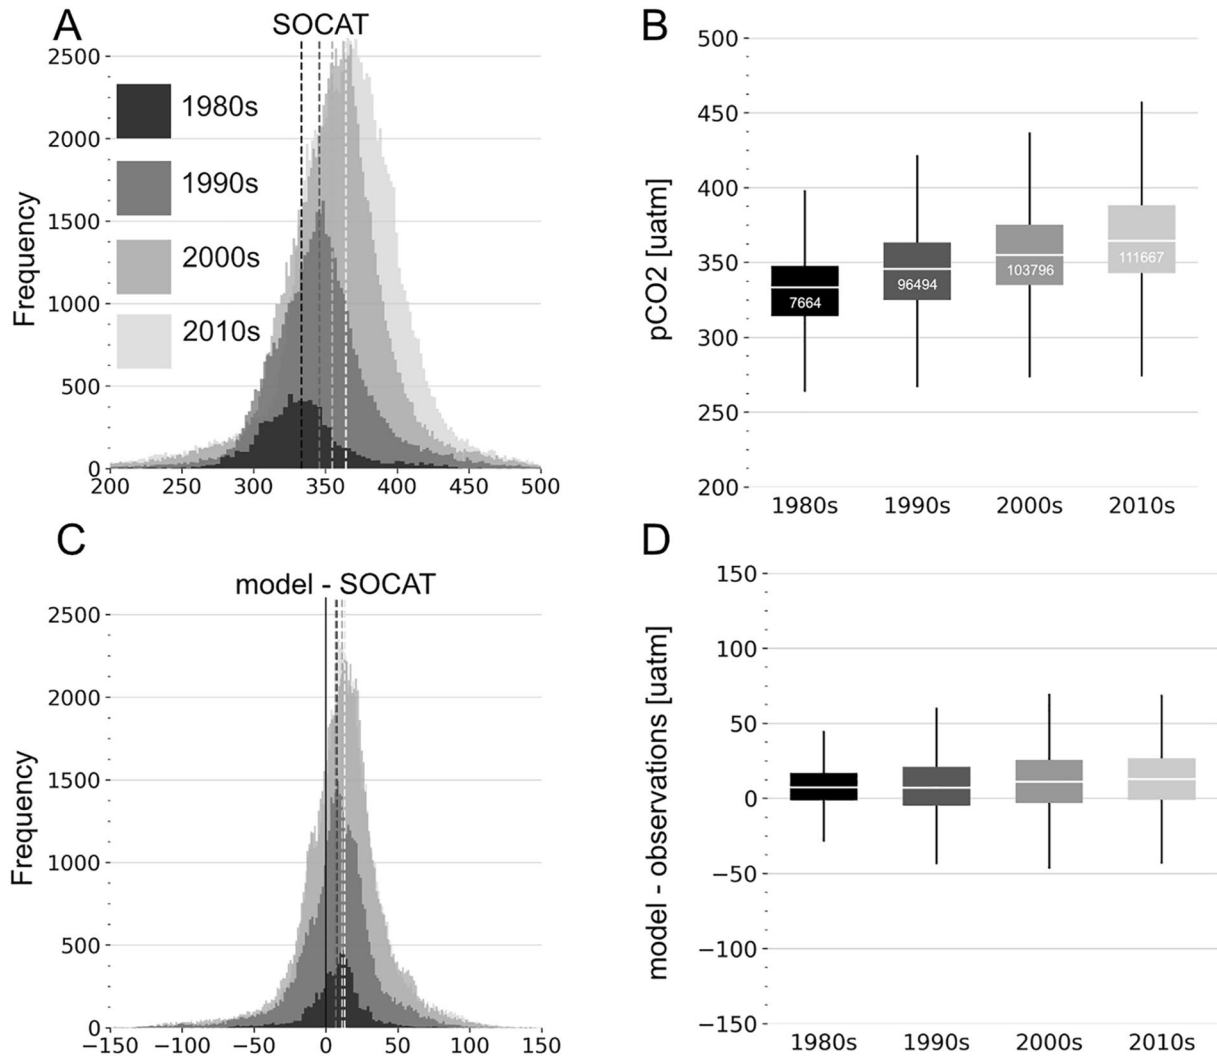 A
SOCAT
2500
2000
1500
1000
500
0
Frequency
1980s
1990s
2000s
2010s
200 250 300 350 400 450 500
B
500
450
400
350
300
250
200
pCO2 [uatm]
7664
96494
103796
111667
1980s 1990s 2000s 2010s
C
model - SOCAT
2500
2000
1500
1000
500
0
Frequency
−150 −100 −50 0 50 100 150
D
150
100
50
0
−50
−100
−150
model - observations [uatm]
1980s 1990s 2000s 2010s